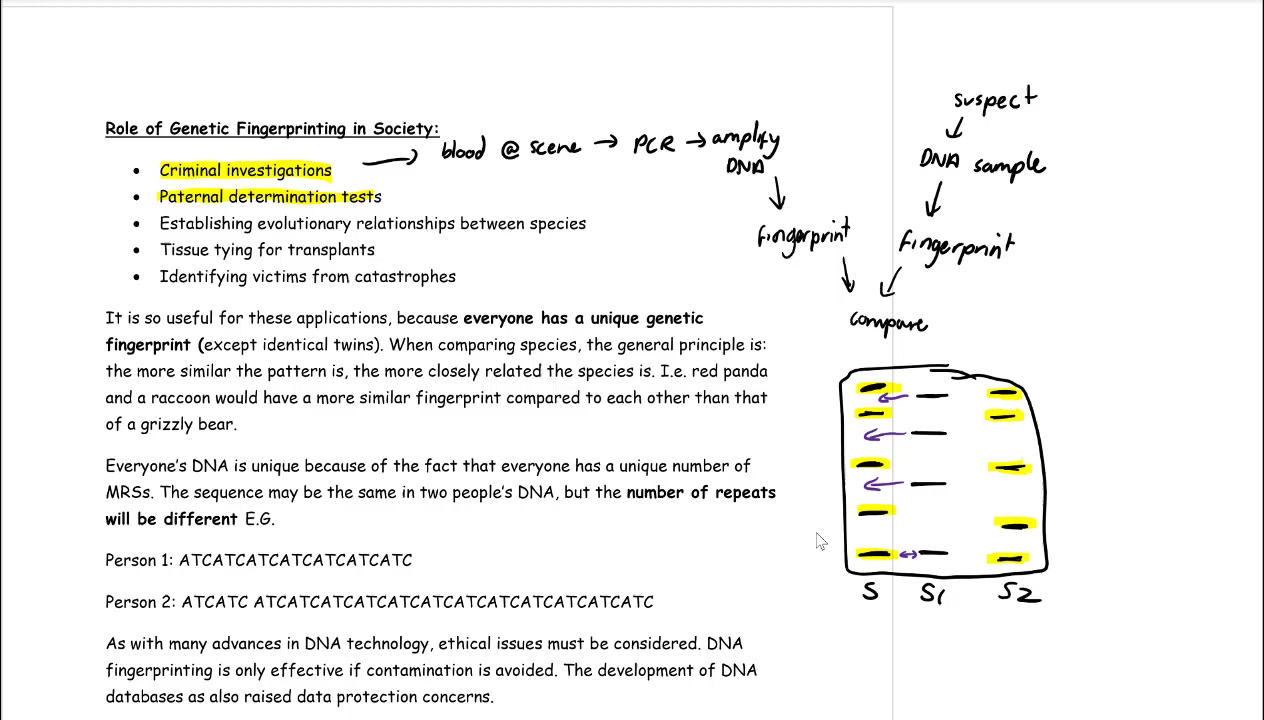 Role of Genetic Fingerprinting in Society:
• Criminal investigations
• Paternal determination tests
• Establishing evolutionary relationships between species
• Tissue tying for transplants
• Identifying victims from catastrophes
blood @ scene → PCR → amplify
DNA
fingerprint
suspect
DNA sample
fingerprint
compare
It is so useful for these applications, because everyone has a unique genetic
fingerprint (except identical twins). When comparing species, the general principle is:
the more similar the pattern is, the more closely related the species is. I.e. red panda
and a raccoon would have a more similar fingerprint compared to each other than that
of a grizzly bear.
Everyone's DNA is unique because of the fact that everyone has a unique number of
MRSs. The sequence may be the same in two people's DNA, but the number of repeats
will be different E.G.
Person 1: ATCATCATCATCATCATCATC
Person 2: ATCATC ATCATCATCATCATCATCATCATCATCATCATCATC
As with many advances in DNA technology, ethical issues must be considered. DNA
fingerprinting is only effective if contamination is avoided. The development of DNA
databases as also raised data protection concerns.
S S1 S2